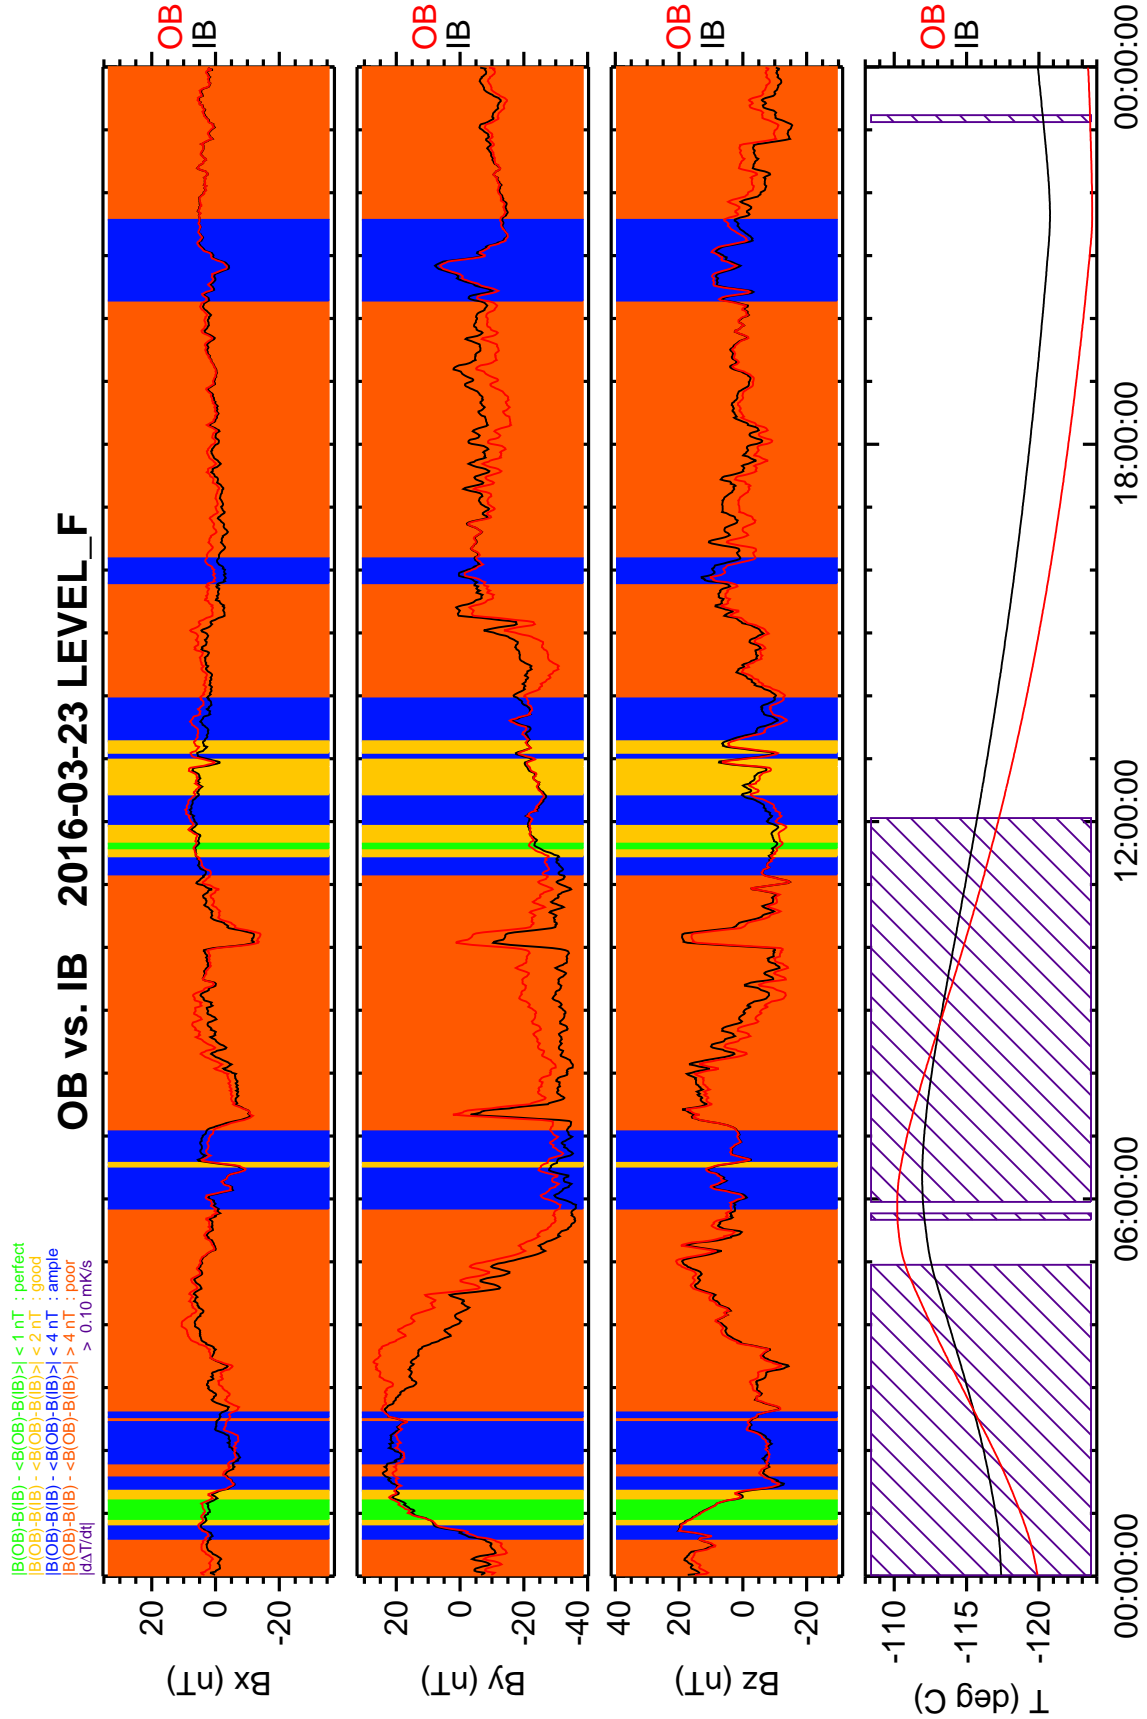 OB vs. IB    2016-03-23 LEVEL_F
|B(OB)-B(IB) - <B(OB)-B(IB)>| < 1 nT : perfect
|B(OB)-B(IB) - <B(OB)-B(IB)>| < 2 nT : good
|B(OB)-B(IB) - <B(OB)-B(IB)>| < 4 nT : ample
|B(OB)-B(IB) - <B(OB)-B(IB)>| > 4 nT : poor
|dΔT/dt| > 0.10 mK/s
Bx (nT)
20
0
-20
OB
IB
By (nT)
20
0
-20
-40
OB
IB
Bz (nT)
40
20
0
-20
OB
IB
T (deg C)
-110
-115
-120
OB
IB
00:00:00
06:00:00
12:00:00
18:00:00
00:00:00